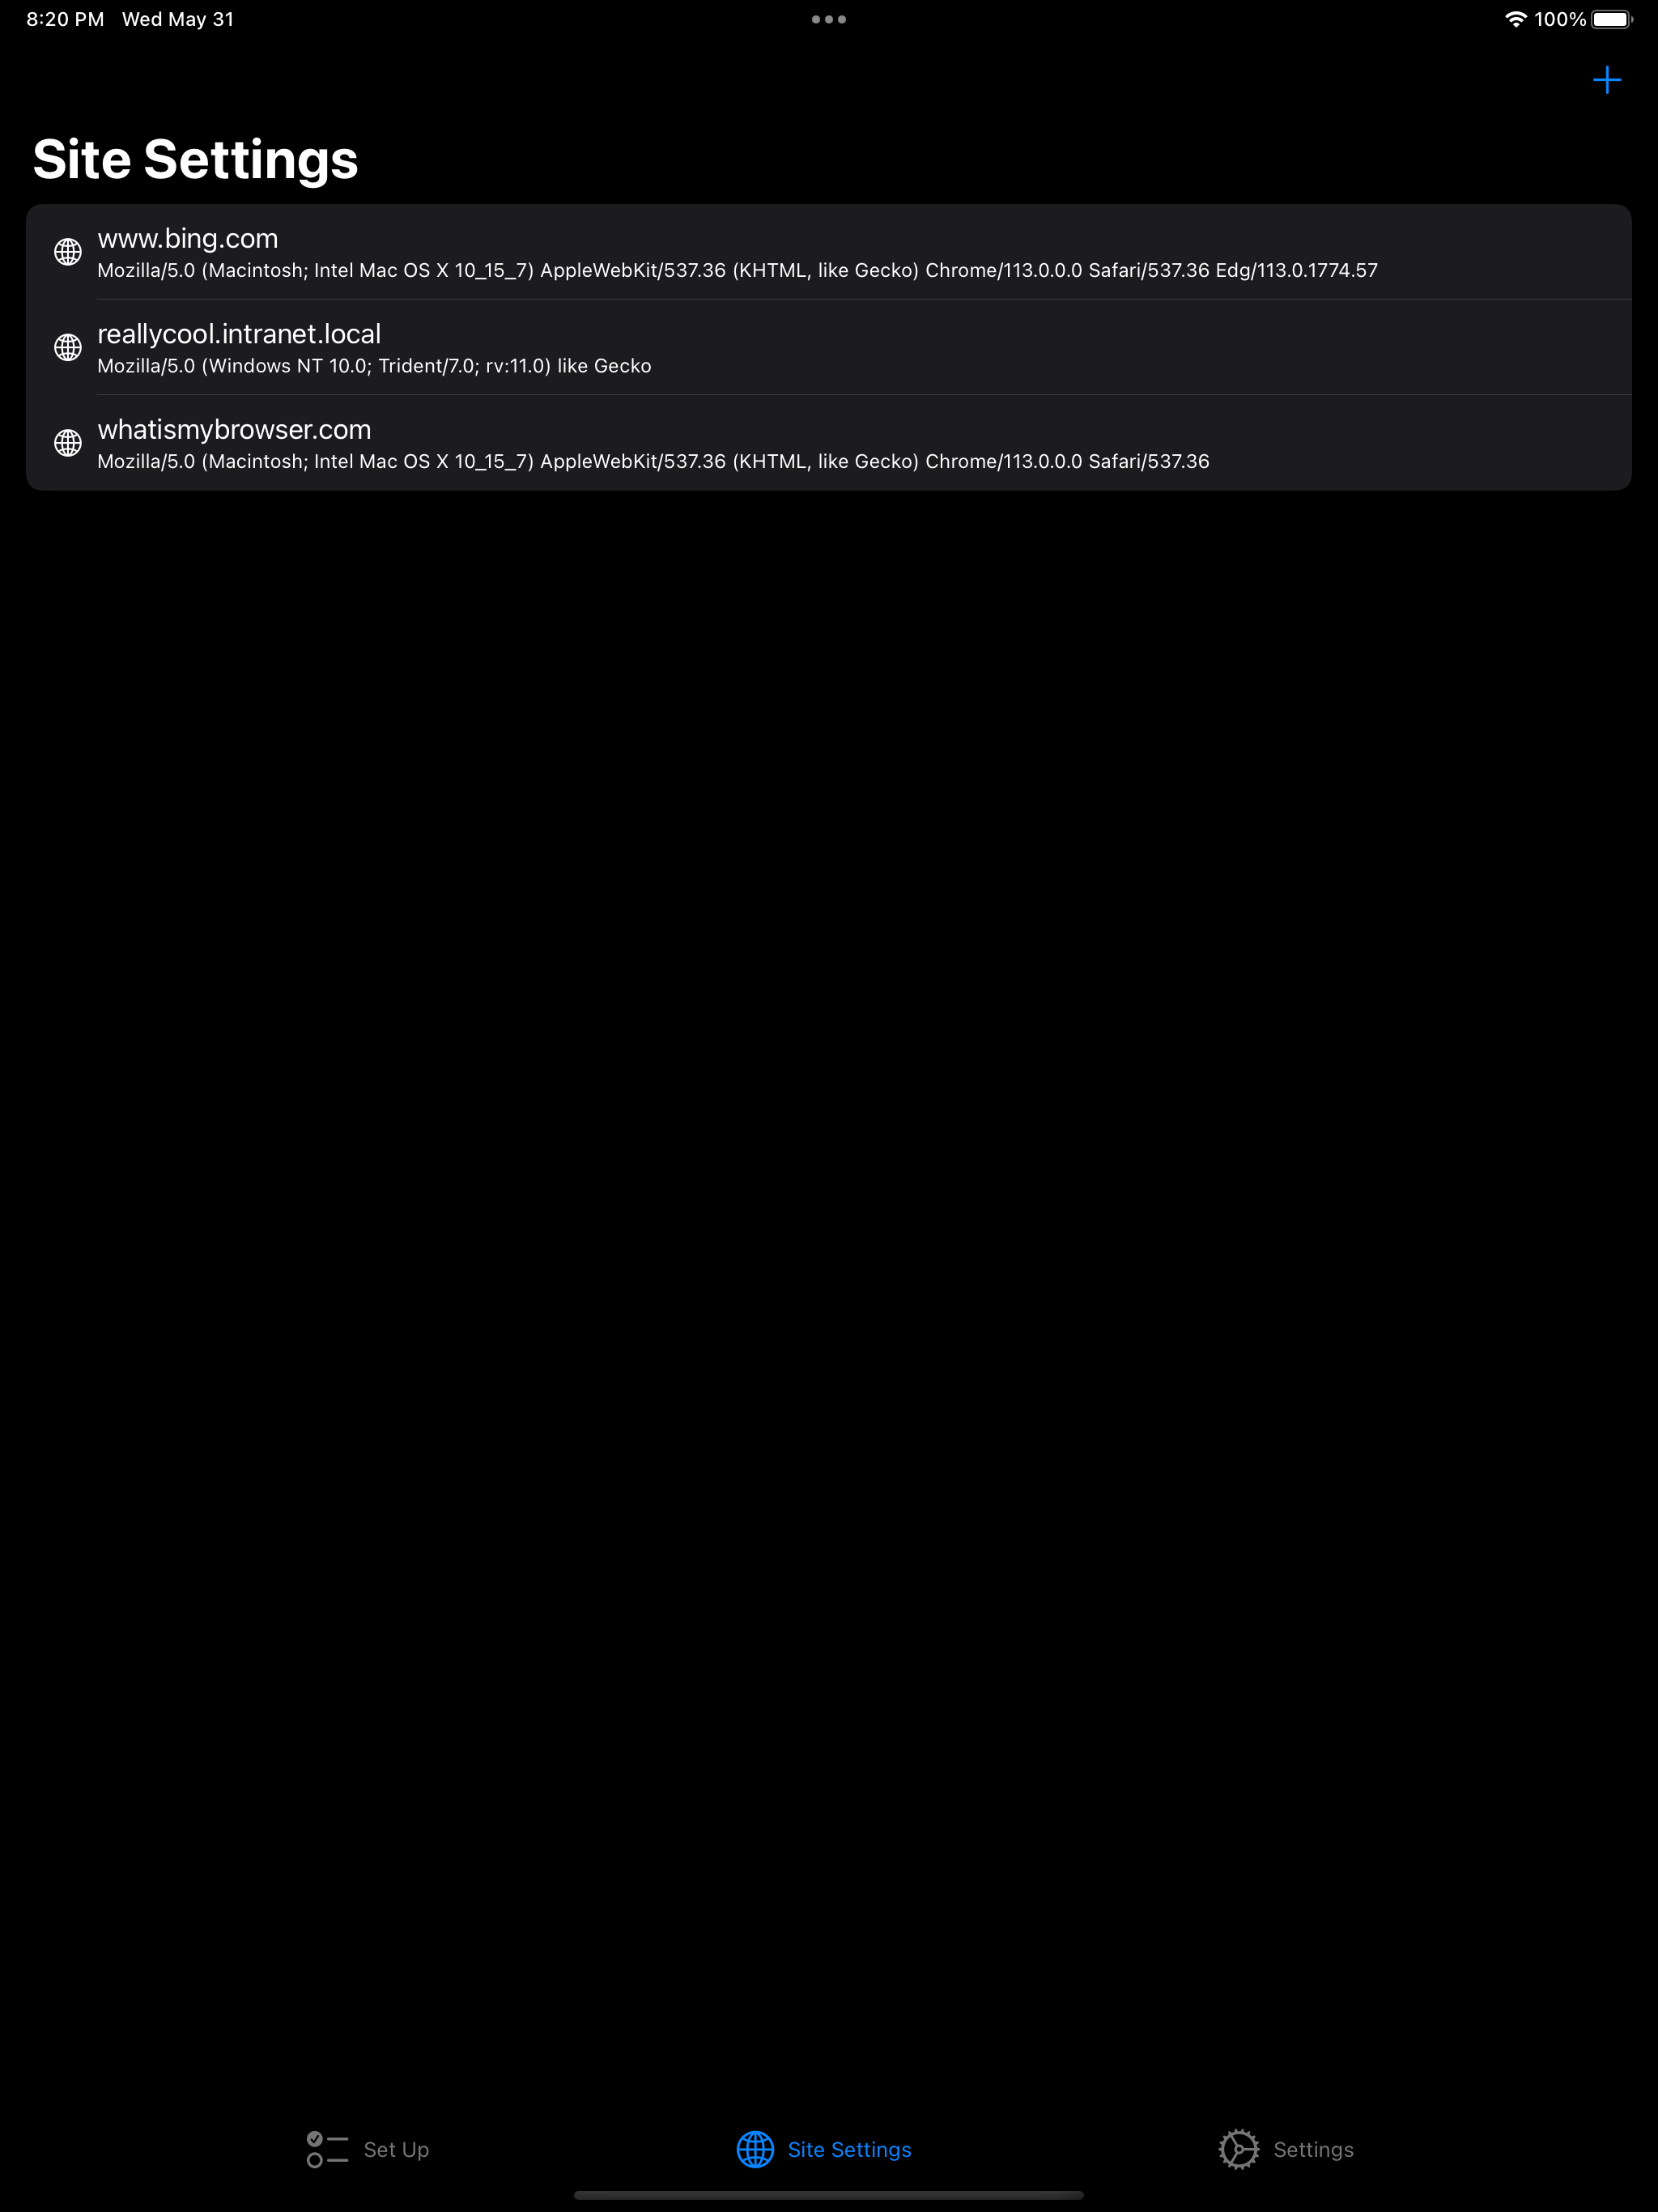 8:20 PM Wed May 31
100%
Site Settings
www.bing.com
Mozilla/5.0 (Macintosh; Intel Mac OS X 10_15_7) AppleWebKit/537.36 (KHTML, like Gecko) Chrome/113.0.0.0 Safari/537.36 Edg/113.0.1774.57
reallycool.intranet.local
Mozilla/5.0 (Windows NT 10.0; Trident/7.0; rv:11.0) like Gecko
whatismybrowser.com
Mozilla/5.0 (Macintosh; Intel Mac OS X 10_15_7) AppleWebKit/537.36 (KHTML, like Gecko) Chrome/113.0.0.0 Safari/537.36
Set Up
Site Settings
Settings